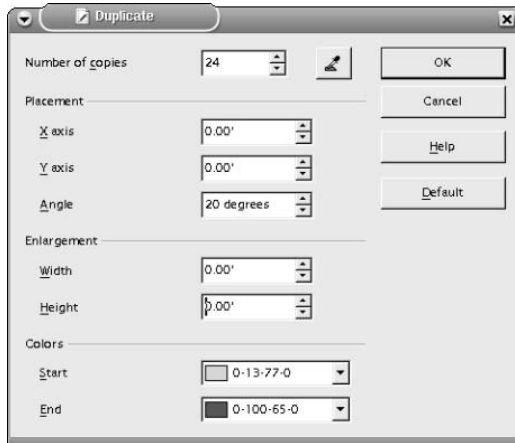 Duplicate
Number of copies 24 OK
Placement Cancel
X axis 0.00'
Y axis 0.00' Help
Angle 20 degrees Default
Enlargement
Width 0.00'
Height 0.00'
Colors
Start 0-13-77-0
End 0-100-65-0